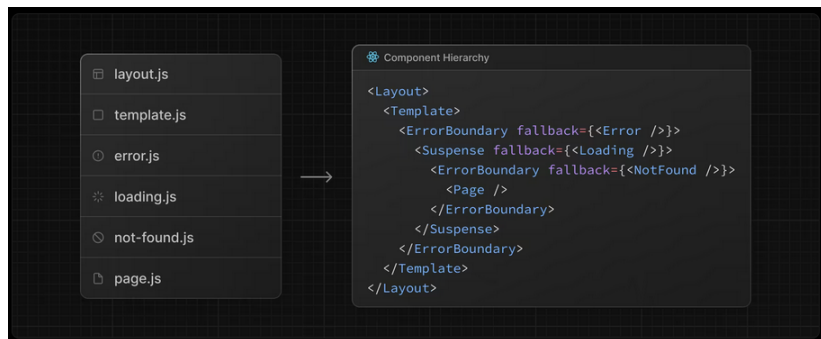 layout.js
template.js
error.js
loading.js
not-found.js
page.js
Component Hierarchy
<Layout>
  <Template>
    <ErrorBoundary fallback={<Error />}>
      <Suspense fallback={<Loading />}>
        <ErrorBoundary fallback={<NotFound />}>
          <Page />
        </ErrorBoundary>
      </Suspense>
    </ErrorBoundary>
  </Template>
</Layout>